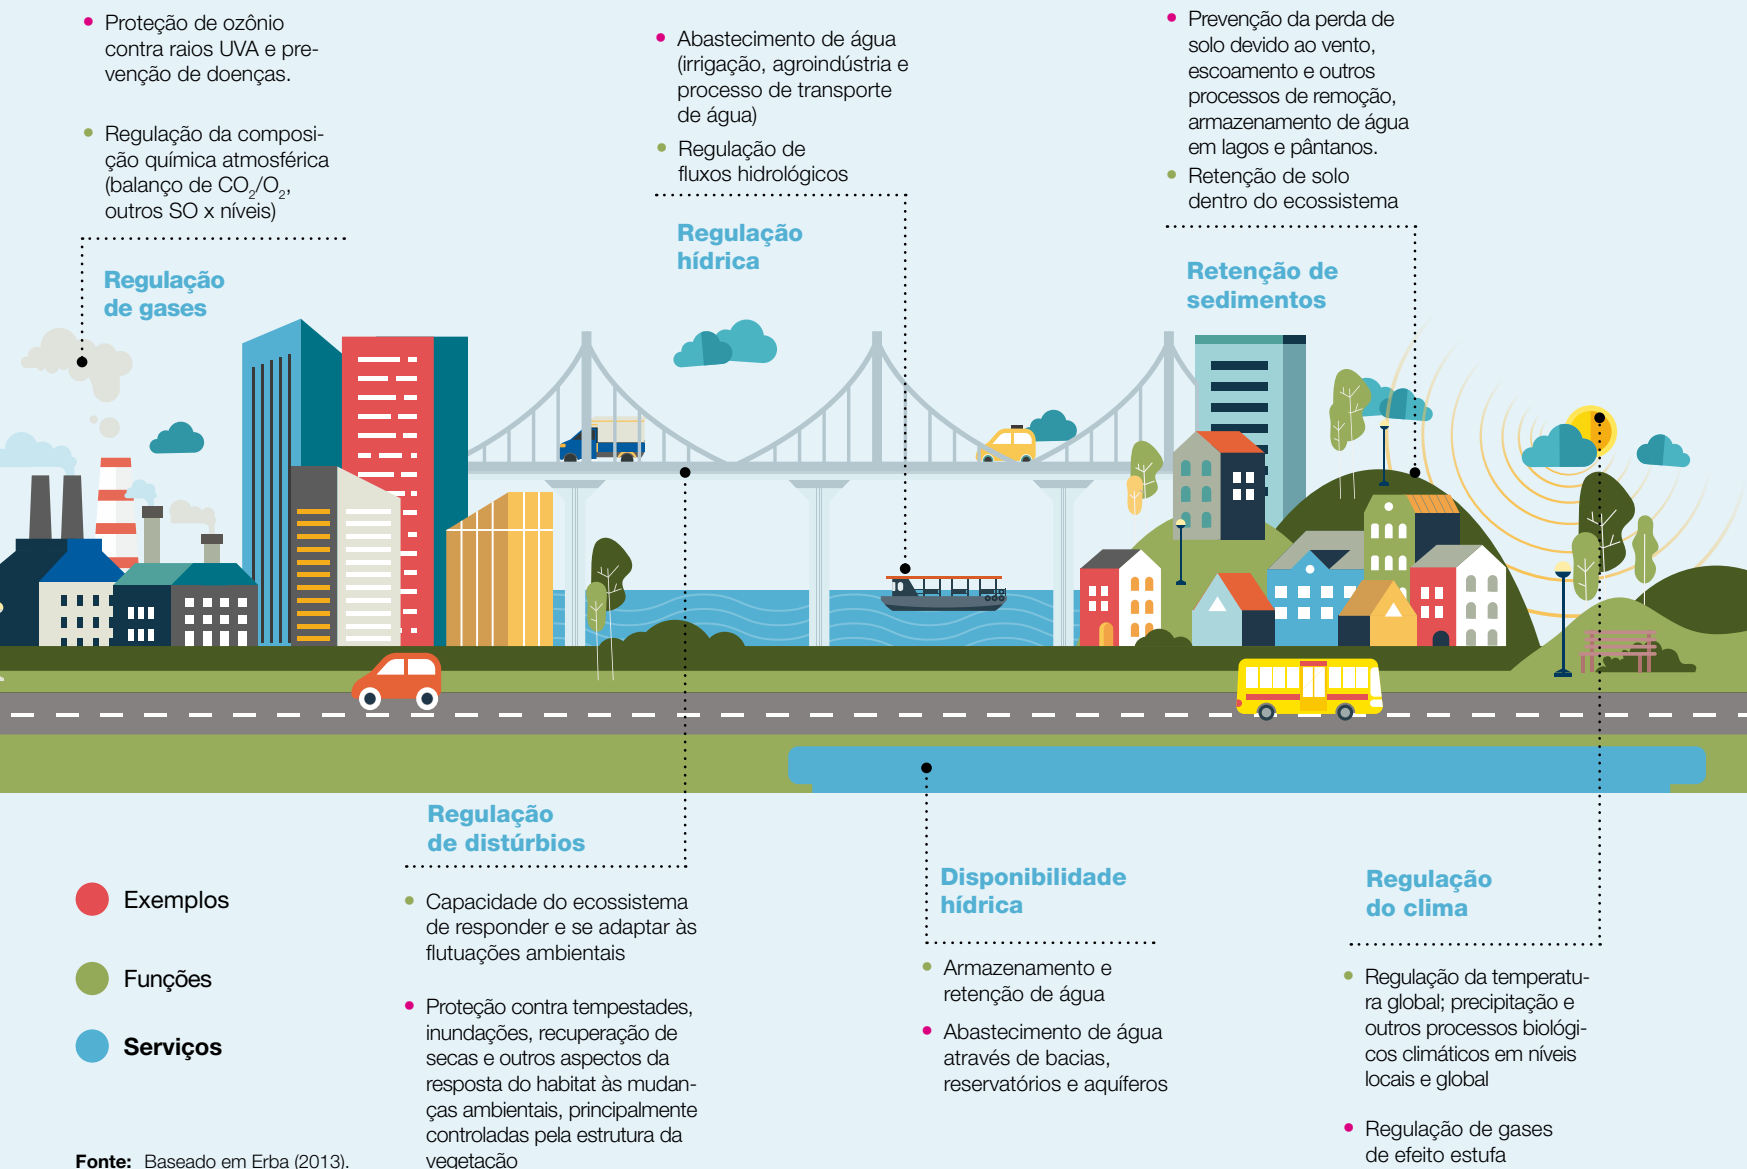 • Proteção de ozônio
contra raios UVA e pre-
venção de doenças.
• Regulação da composi-
ção química atmosférica
(balanço de CO2/O2,
outros SO x níveis)
Regulação
de gases
• Abastecimento de água
(irrigação, agroindústria e
processo de transporte
de água)
• Regulação de
fluxos hidrológicos
Regulação
hídrica
• Prevenção da perda de
solo devido ao vento,
escoamento e outros
processos de remoção,
armazenamento de água
em lagos e pântanos.
• Retenção de solo
dentro do ecossistema
Retenção de
sedimentos
Regulação
de distúrbios
• Capacidade do ecossistema
de responder e se adaptar às
flutuações ambientais
• Proteção contra tempestades,
inundações, recuperação de
secas e outros aspectos da
resposta do habitat às mudan-
ças ambientais, principalmente
controladas pela estrutura da
vegetação
Disponibilidade
hídrica
• Armazenamento e
retenção de água
• Abastecimento de água
através de bacias,
reservatórios e aquíferos
Regulação
do clima
• Regulação da temperatu-
ra global; precipitação e
outros processos biológi-
cos climáticos em níveis
locais e global
• Regulação de gases
de efeito estufa
Exemplos
Funções
Serviços
Fonte: Baseado em Erba (2013).